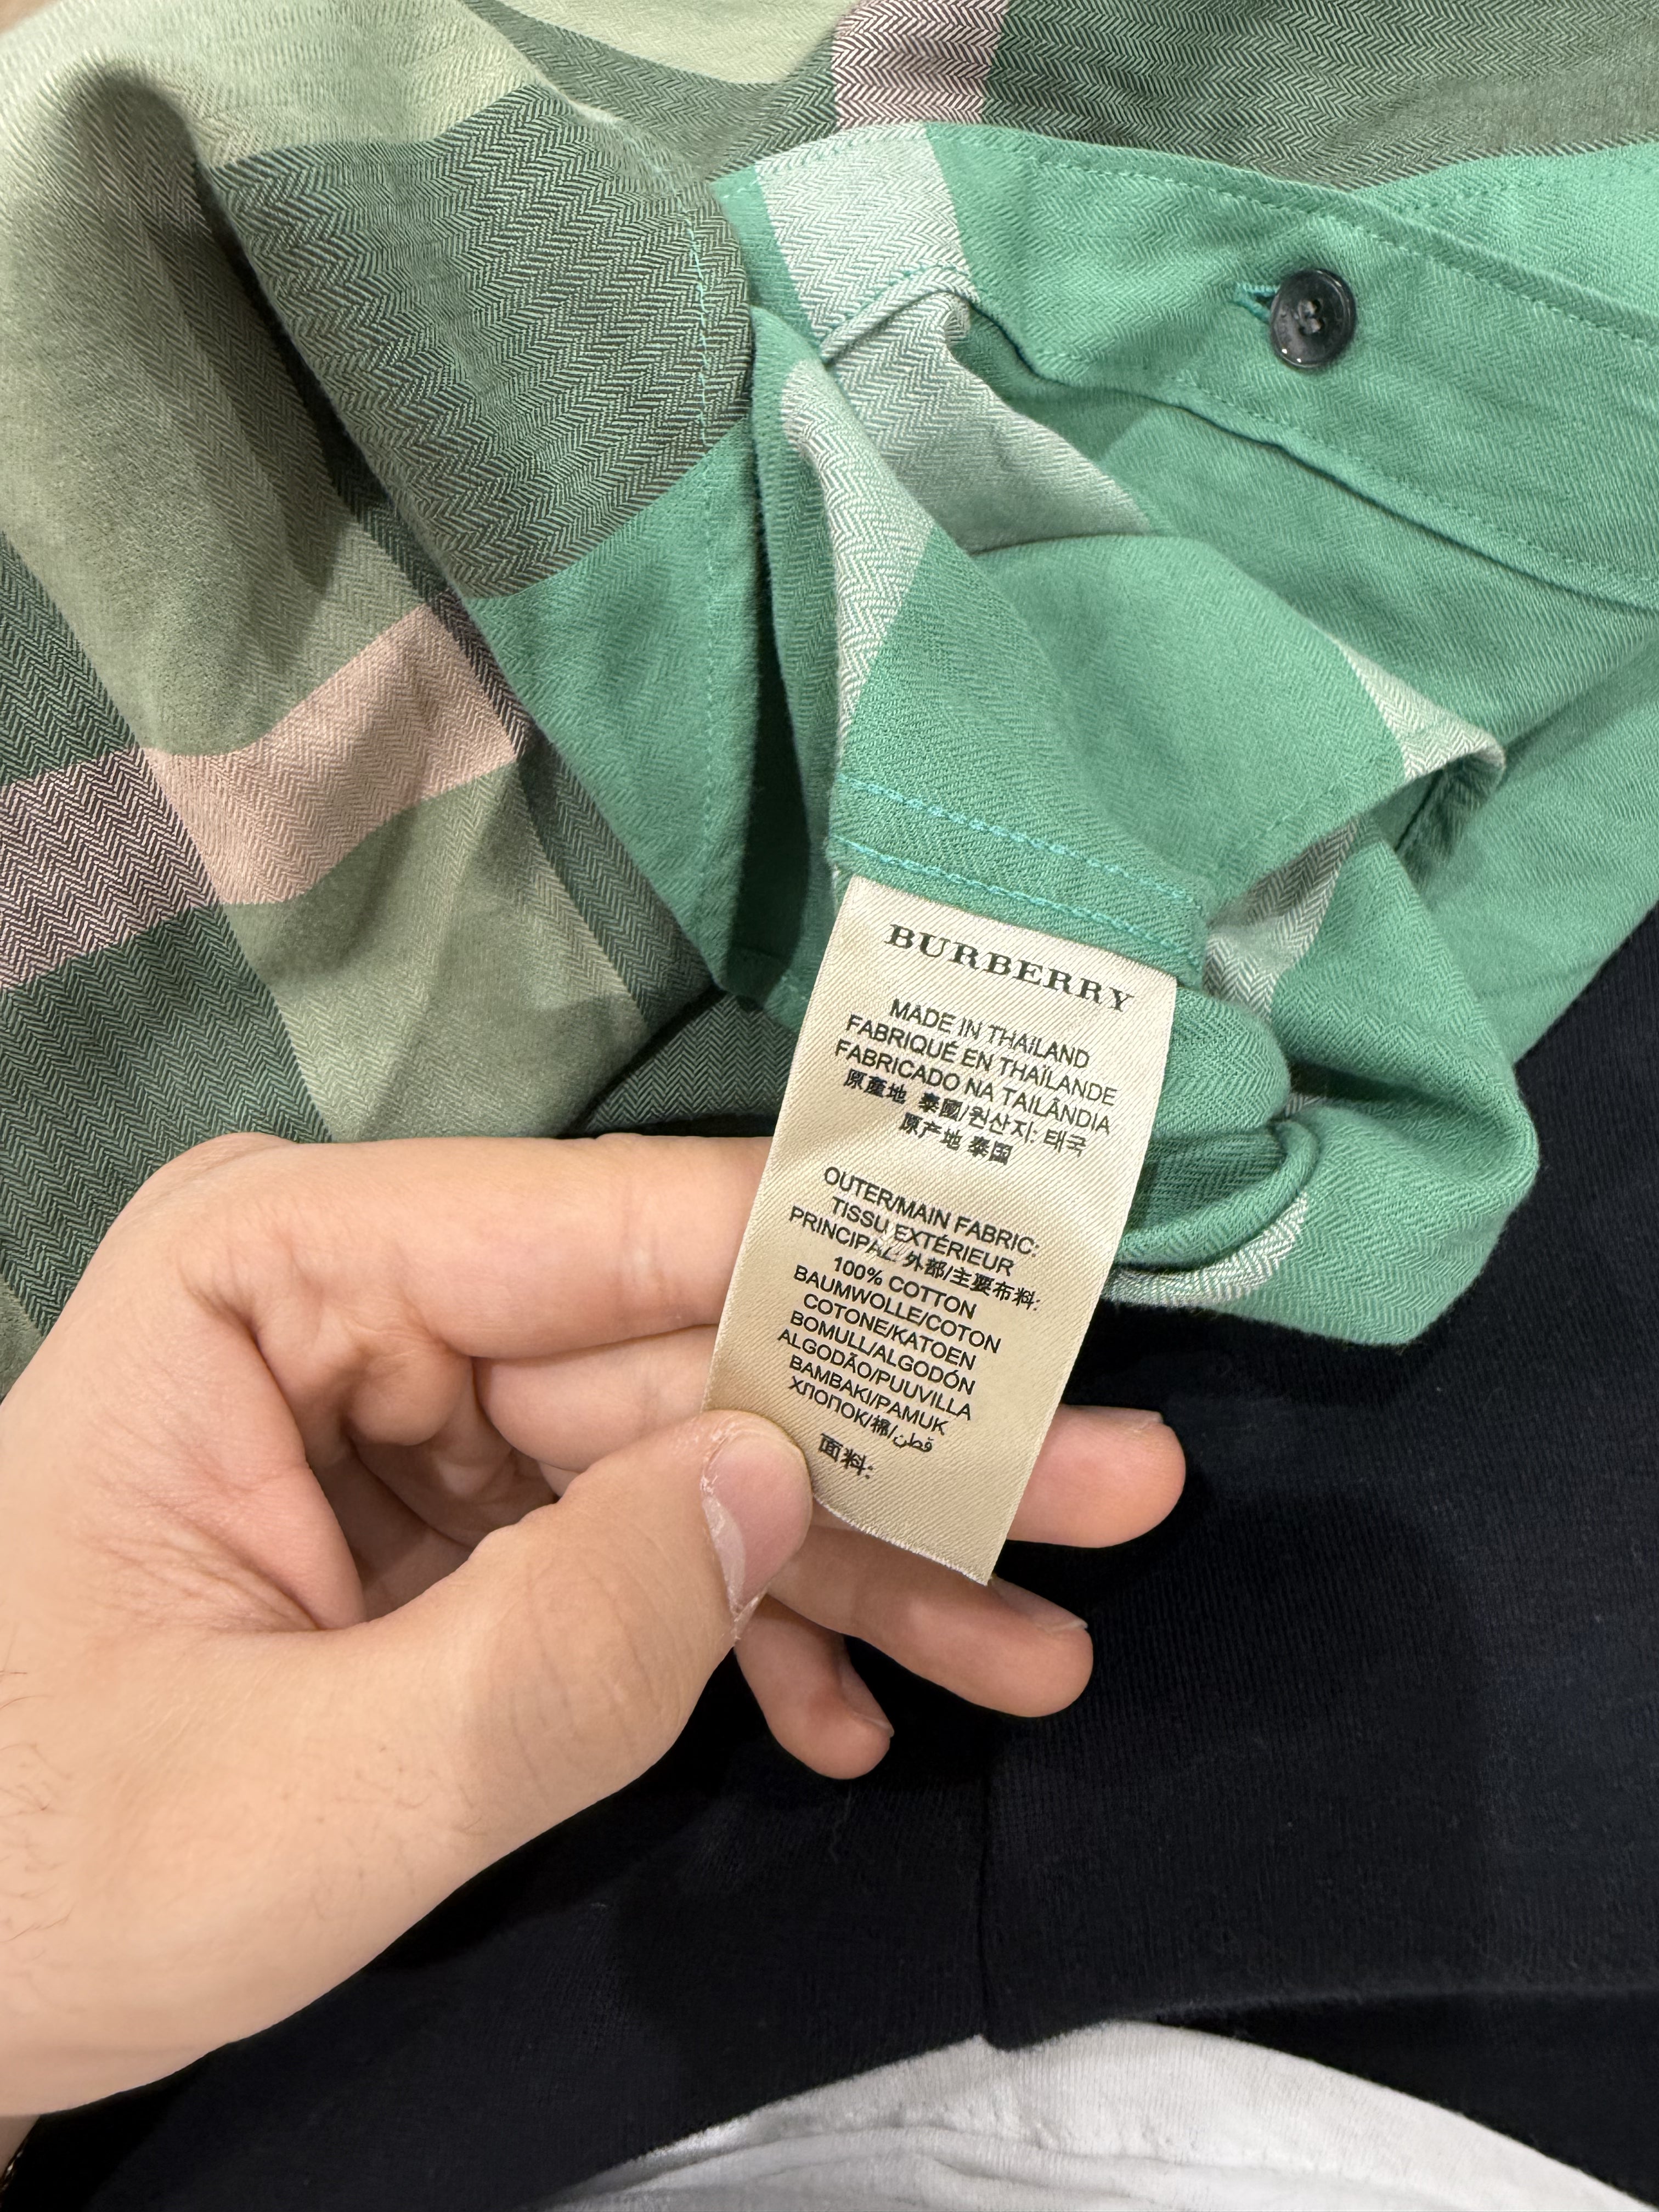 BURBERRY
MADE IN THAILAND
FABRIQUÉ EN THAÏLANDE
FABRICADO NA TAILÂNDIA
原產地 泰國/원산지: 태국
原产地 泰国
OUTER/MAIN FABRIC:
TISSU EXTÉRIEUR
PRINCIPAL: 外部/主要布料:
100% COTTON
BAUMWOLLE/COTON
COTONE/KATOEN
BOMULL/ALGODÓN
ALGODÃO/PUUVILLA
BAMBAKI/PAMUK
ХЛОПОК/棉/قطن
面料: